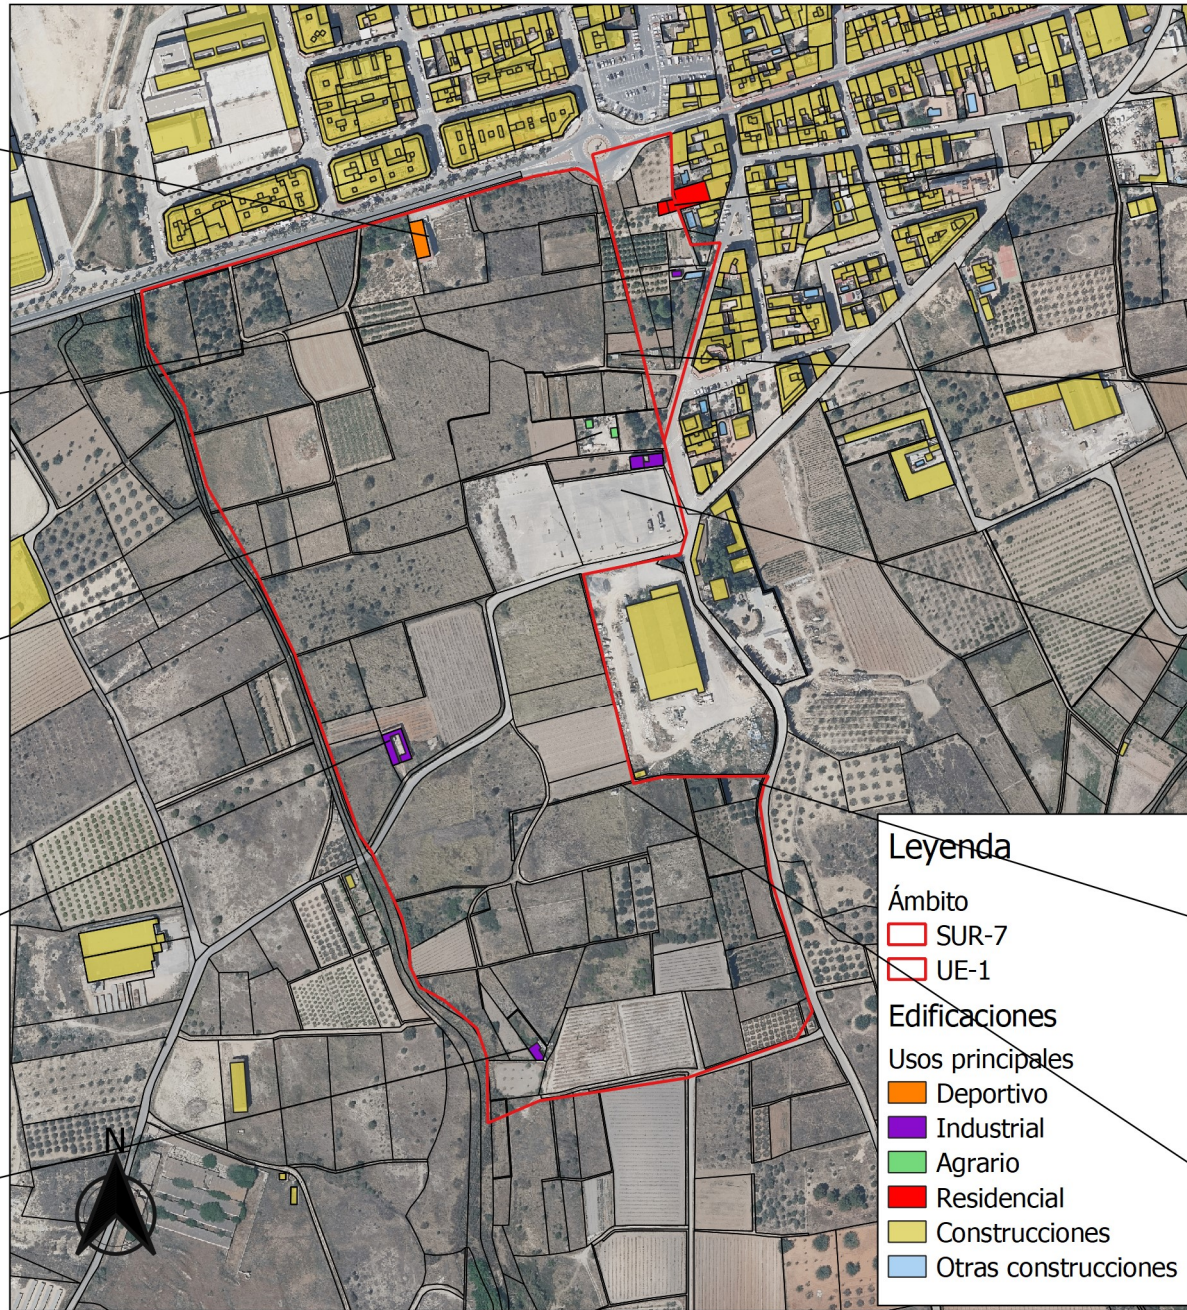 Leyenda
Ámbito
SUR-7
UE-1
Edificaciones
Usos principales
Deportivo
Industrial
Agrario
Residencial
Construcciones
Otras construcciones
N